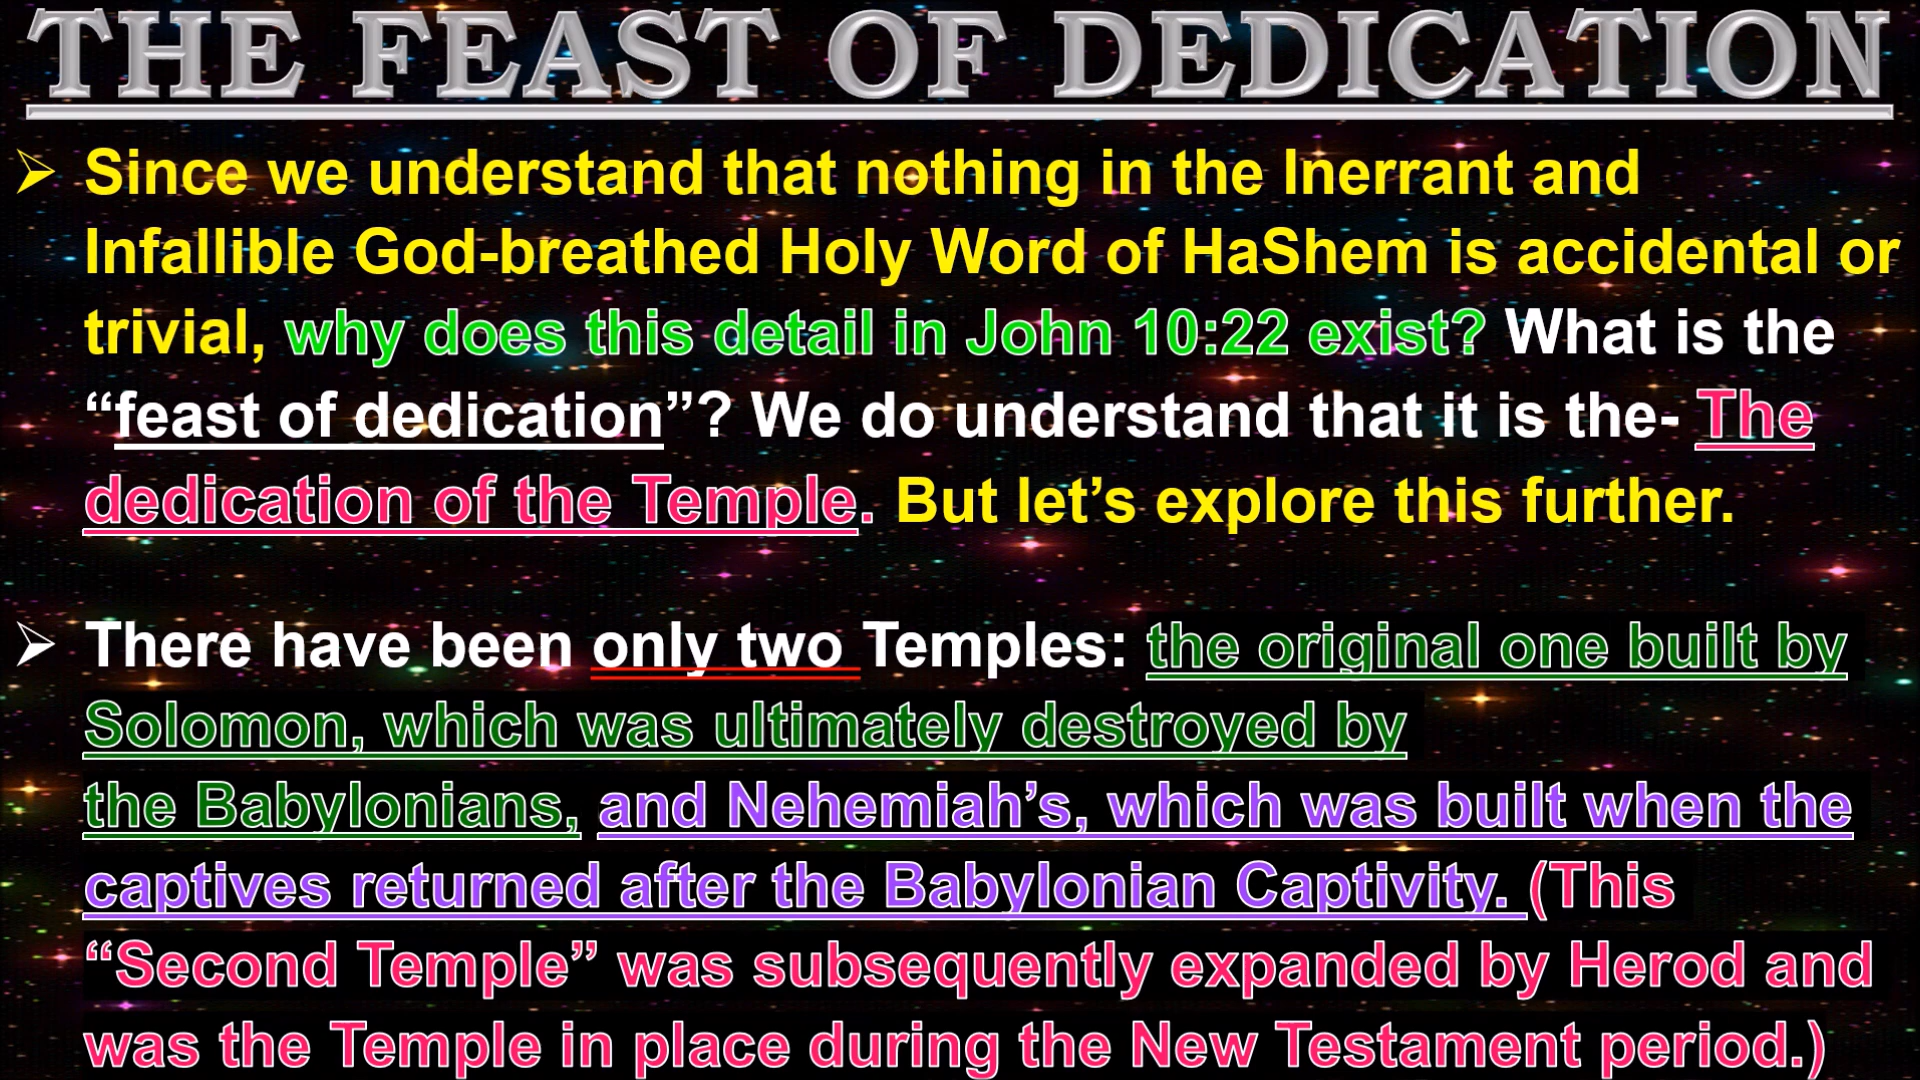 THE FEAST OF DEDICATION
Since we understand that nothing in the Inerrant and
Infallible God-breathed Holy Word of HaShem is accidental or
trivial, why does this detail in John 10:22 exist? What is the
“feast of dedication”? We do understand that it is the- The
dedication of the Temple. But let’s explore this further.
There have been only two Temples: the original one built by
Solomon, which was ultimately destroyed by
the Babylonians, and Nehemiah’s, which was built when the
captives returned after the Babylonian Captivity. (This
“Second Temple” was subsequently expanded by Herod and
was the Temple in place during the New Testament period.)